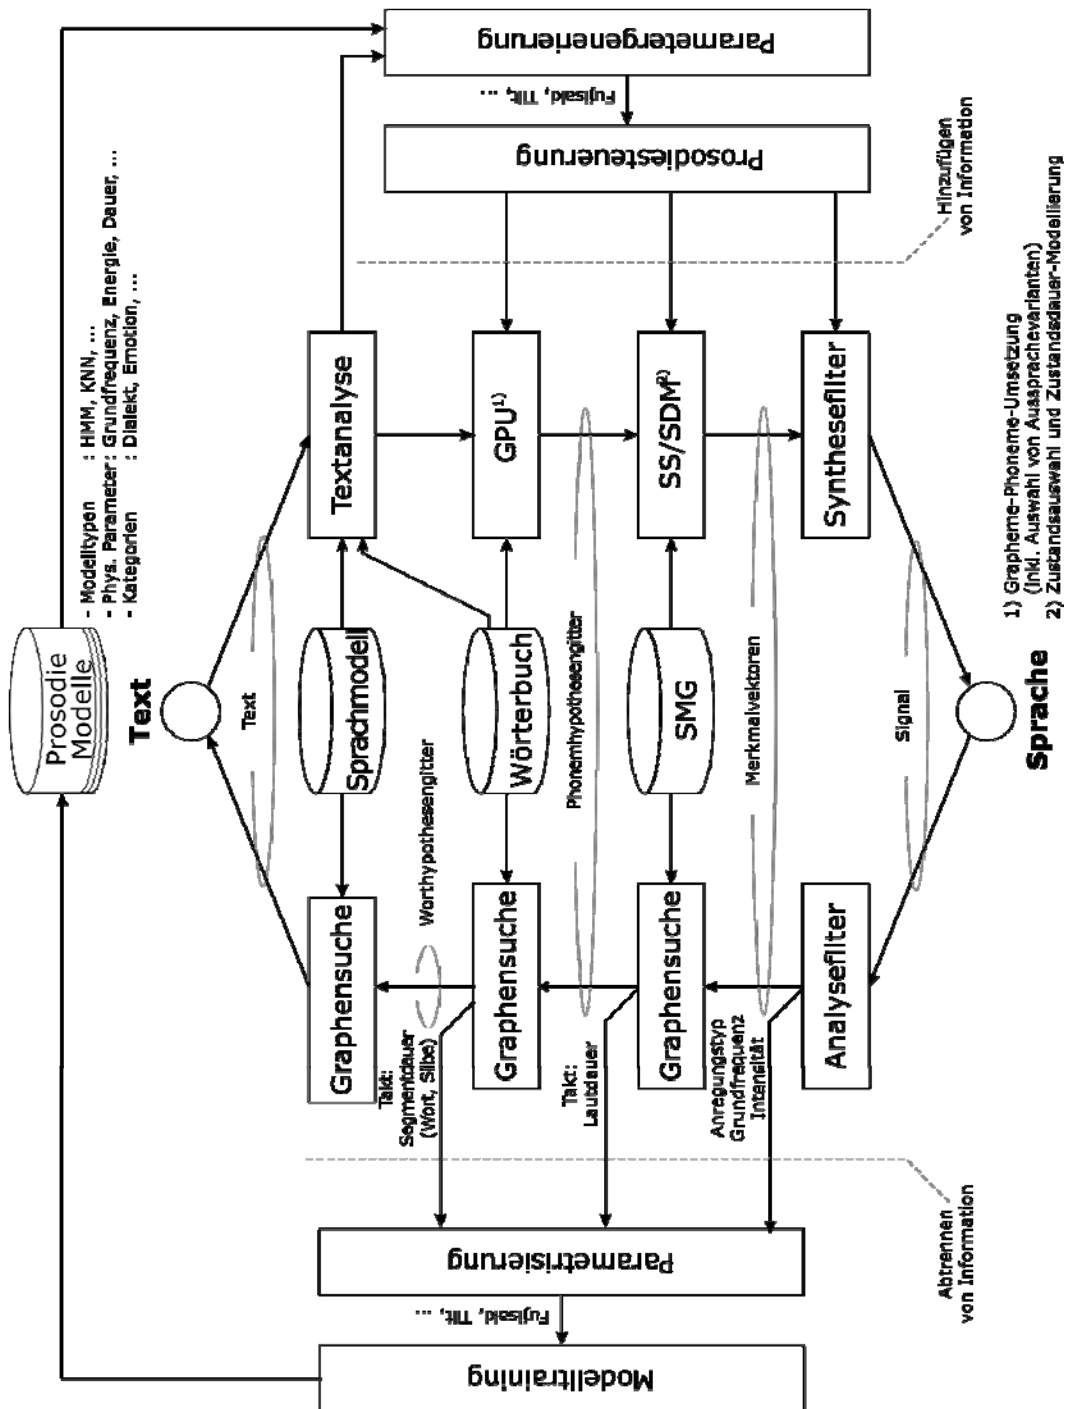 Prosodie
Modelle
- Modelltypen : HMM, KNN, ...
- Phys. Parameter: Grundfrequenz, Energie, Dauer, ...
- Kategorien : Dialekt, Emotion, ...
Text
Text
Graphensuche
Sprachmodell
Textanalyse
Takt:
Segmentdauer
(Wort, Silbe)
Worthypothesengitter
Graphensuche
Wörterbuch
GPU1)
Takt:
Lautdauer
Phonemhypothesengitter
Graphensuche
SMG
SS/SDM2)
Anregungstyp
Grundfrequenz
Intensität
Merkmalvektoren
Analysefilter
Synthesefilter
Signal
Sprache
Modelltraining
Fujisaki, Tilt, ...
Parametrisierung
Abtrennen
von Information
Prosodiesteuerung
Fujisaki, Tilt, ...
Parametergenerierung
Hinzufügen
von Information
1) Grapheme-Phoneme-Umsetzung
(inkl. Auswahl von Aussprachevarianten)
2) Zustandsauswahl und Zustandsdauer-Modellierung